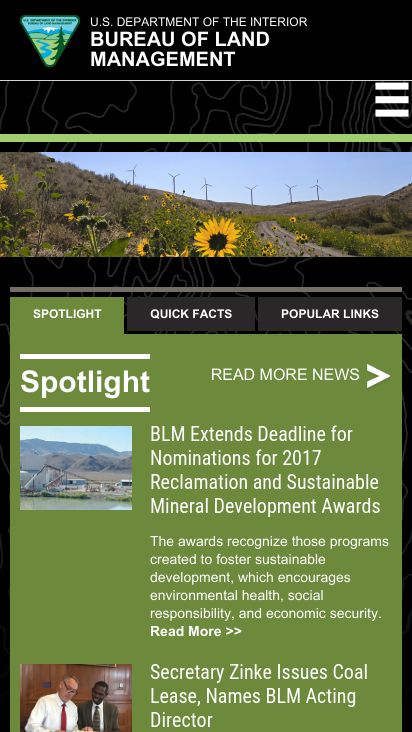 U.S. DEPARTMENT OF THE INTERIOR
BUREAU OF LAND
MANAGEMENT
SPOTLIGHT
QUICK FACTS
POPULAR LINKS
Spotlight
READ MORE NEWS
BLM Extends Deadline for
Nominations for 2017
Reclamation and Sustainable
Mineral Development Awards
The awards recognize those programs
created to foster sustainable
development, which encourages
environmental health, social
responsibility, and economic security.
Read More >>
Secretary Zinke Issues Coal
Lease, Names BLM Acting
Director